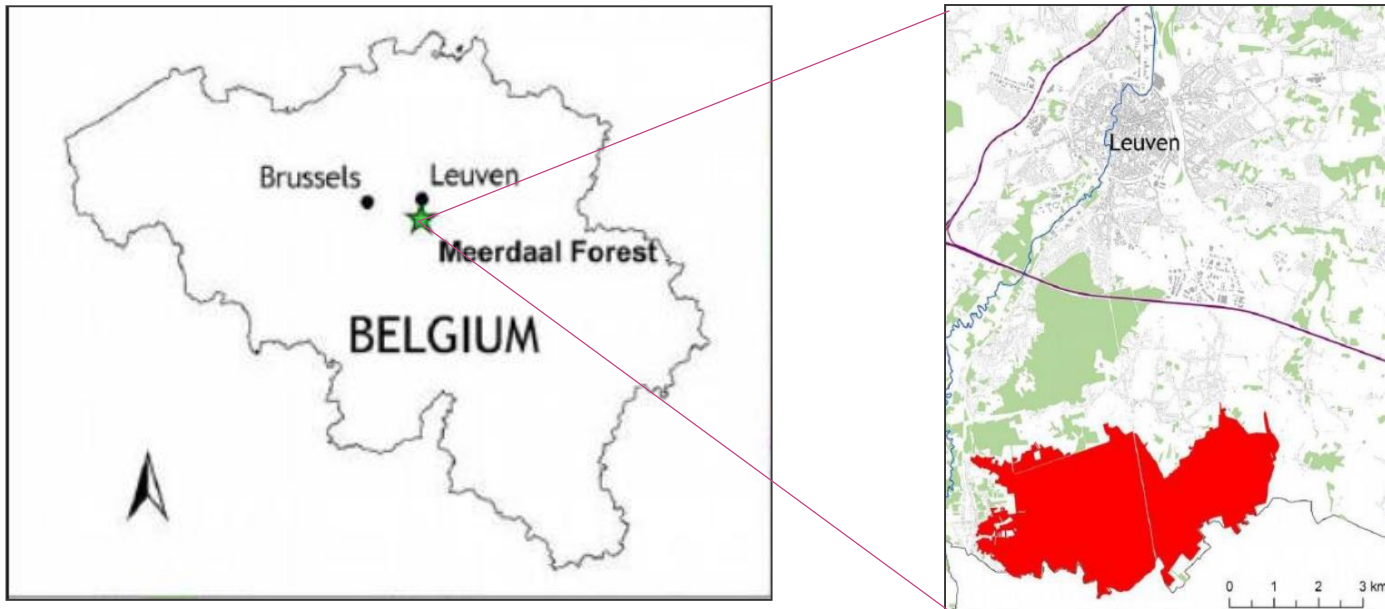 Brussels
Leuven
Meerdaal Forest
BELGIUM
Leuven
0 1 2 3 km